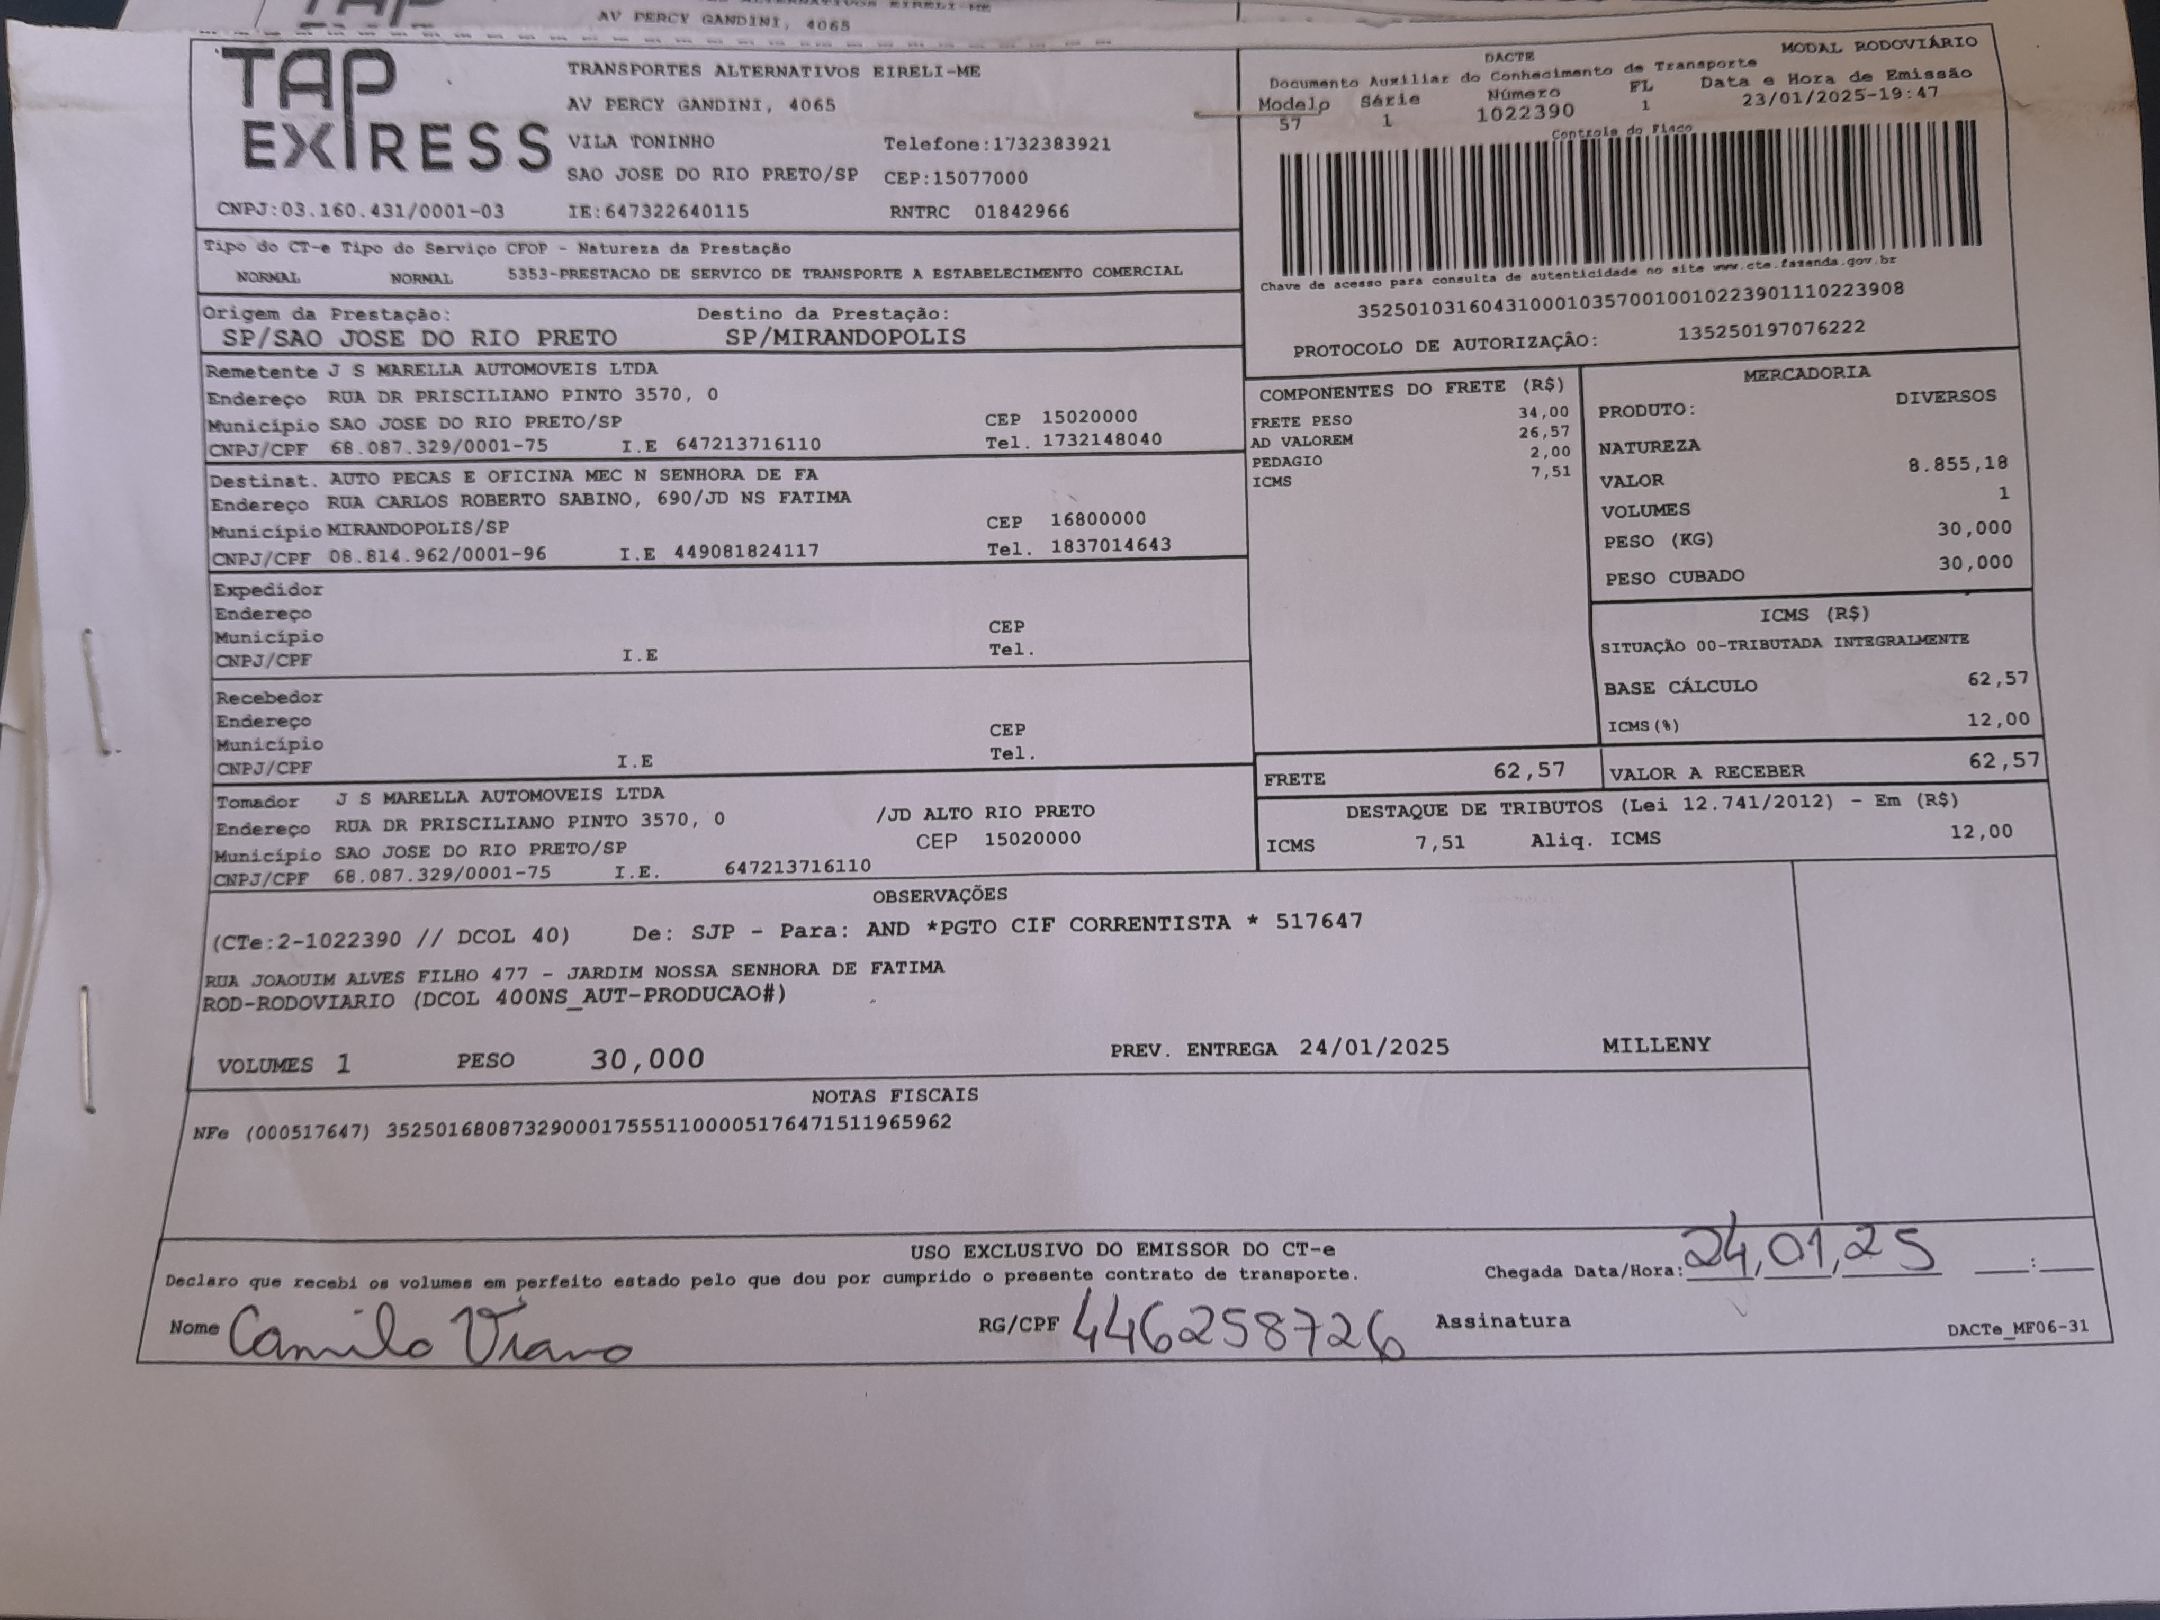 AV PERCY GANDINI, 4065
TAP EXPRESS
TRANSPORTES ALTERNATIVOS EIRELI-ME
AV PERCY GANDINI, 4065
VILA TONINHO Telefone:1732383921
SAO JOSE DO RIO PRETO/SP CEP:15077000
CNPJ:03.160.431/0001-03 IE:647322640115 RNTRC 01842966
DACTE MODAL RODOVIÁRIO
Documento Auxiliar do Conhecimento de Transporte
Modelo Série Número FL Data e Hora de Emissão
57 1 1022390 1 23/01/2025-19:47
Controle do Fisco
Chave de acesso para consulta de autenticidade no site www.cte.fazenda.gov.br
35250103160431000103570010010223901110223908
PROTOCOLO DE AUTORIZAÇÂO: 135250197076222
Tipo do CT-e Tipo do Serviço CFOP - Natureza da Prestação
NORMAL NORMAL 5353-PRESTACAO DE SERVICO DE TRANSPORTE A ESTABELECIMENTO COMERCIAL
Origem da Prestação: Destino da Prestação:
SP/SAO JOSE DO RIO PRETO SP/MIRANDOPOLIS
Remetente J S MARELLA AUTOMOVEIS LTDA
Endereço RUA DR PRISCILIANO PINTO 3570, 0
Município SAO JOSE DO RIO PRETO/SP CEP 15020000
CNPJ/CPF 68.087.329/0001-75 I.E 647213716110 Tel. 1732148040
Destinat. AUTO PECAS E OFICINA MEC N SENHORA DE FA
Endereço RUA CARLOS ROBERTO SABINO, 690/JD NS FATIMA
Município MIRANDOPOLIS/SP CEP 16800000
CNPJ/CPF 08.814.962/0001-96 I.E 449081824117 Tel. 1837014643
Expedidor
Endereço
Município CEP
CNPJ/CPF I.E Tel.
Recebedor
Endereço
Município CEP
CNPJ/CPF I.E Tel.
Tomador J S MARELLA AUTOMOVEIS LTDA
Endereço RUA DR PRISCILIANO PINTO 3570, 0 /JD ALTO RIO PRETO
Município SAO JOSE DO RIO PRETO/SP CEP 15020000
CNPJ/CPF 68.087.329/0001-75 I.E. 647213716110
COMPONENTES DO FRETE (R$)
FRETE PESO 34,00
AD VALOREM 26,57
PEDAGIO 2,00
ICMS 7,51
MERCADORIA
PRODUTO: DIVERSOS
NATUREZA
VALOR 8.855,18
VOLUMES 1
PESO (KG) 30,000
PESO CUBADO 30,000
ICMS (R$)
SITUAÇÃO 00-TRIBUTADA INTEGRALMENTE
BASE CÁLCULO 62,57
ICMS(%) 12,00
FRETE 62,57 VALOR A RECEBER 62,57
DESTAQUE DE TRIBUTOS (Lei 12.741/2012) - Em (R$)
ICMS 7,51 Aliq. ICMS 12,00
OBSERVAÇÕES
(CTe:2-1022390 // DCOL 40) De: SJP - Para: AND *PGTO CIF CORRENTISTA * 517647
RUA JOAQUIM ALVES FILHO 477 - JARDIM NOSSA SENHORA DE FATIMA
ROD-RODOVIARIO (DCOL 400NS_AUT-PRODUCAO#)
VOLUMES 1 PESO 30,000 PREV. ENTREGA 24/01/2025 MILLENY
NOTAS FISCAIS
NFe (000517647) 35250168087329000175551100005176471511965962
USO EXCLUSIVO DO EMISSOR DO CT-e
Declaro que recebi os volumes em perfeito estado pelo que dou por cumprido o presente contrato de transporte. Chegada Data/Hora: 24,01,25 :
Nome Camilo Viano RG/CPF 446258726 Assinatura
DACTe_MF06-31